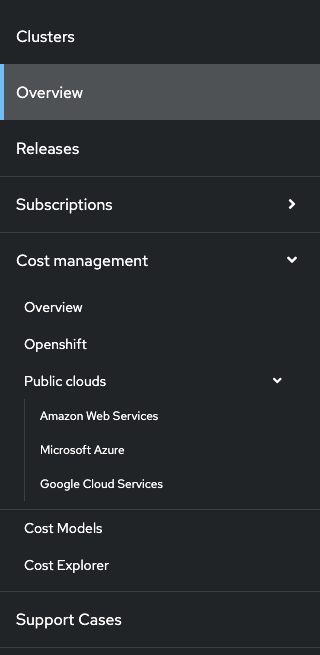 Clusters
Overview
Releases
Subscriptions
Cost management
Overview
Openshift
Public clouds
Amazon Web Services
Microsoft Azure
Google Cloud Services
Cost Models
Cost Explorer
Support Cases